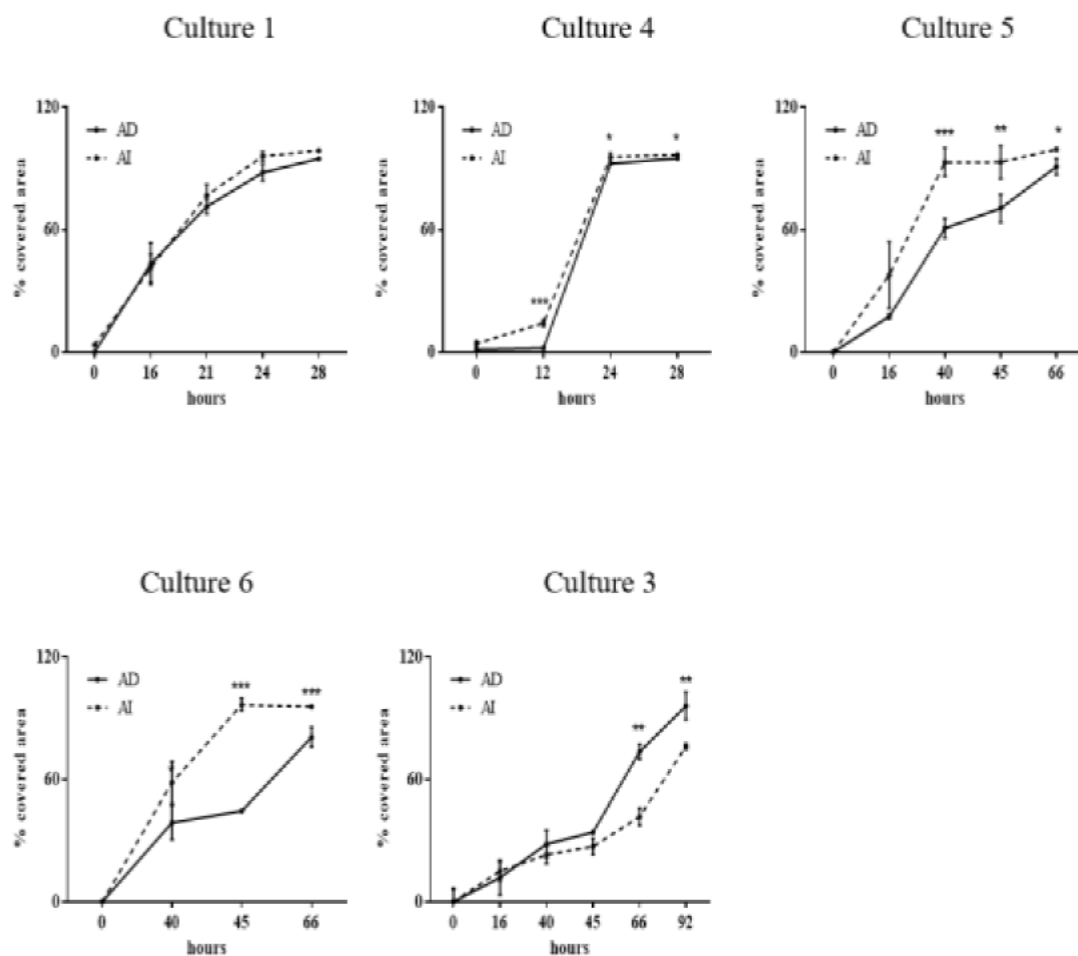 Culture 1
120
AD
AI
60
0
% covered area
0 16 21 24 28
hours
Culture 4
120
AD
AI
* *
***
60
0
% covered area
0 12 24 28
hours
Culture 5
120
AD
AI
*** ** *
60
0
% covered area
0 16 40 45 66
hours
Culture 6
120
AD
AI
*** ***
60
0
% covered area
0 40 45 66
hours
Culture 3
120
AD
AI
**
**
60
0
% covered area
0 16 40 45 66 92
hours